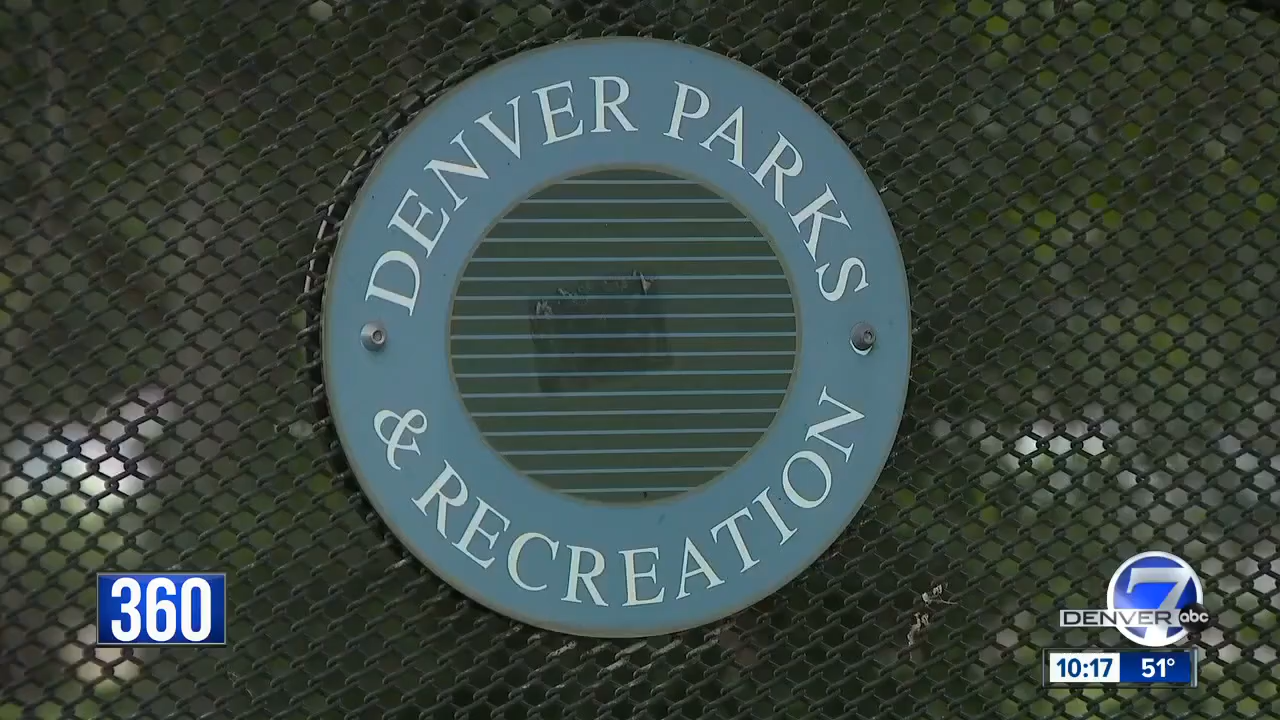 DENVER PARKS
& RECREATION
360
DENVER 7 abc
10:17 51°